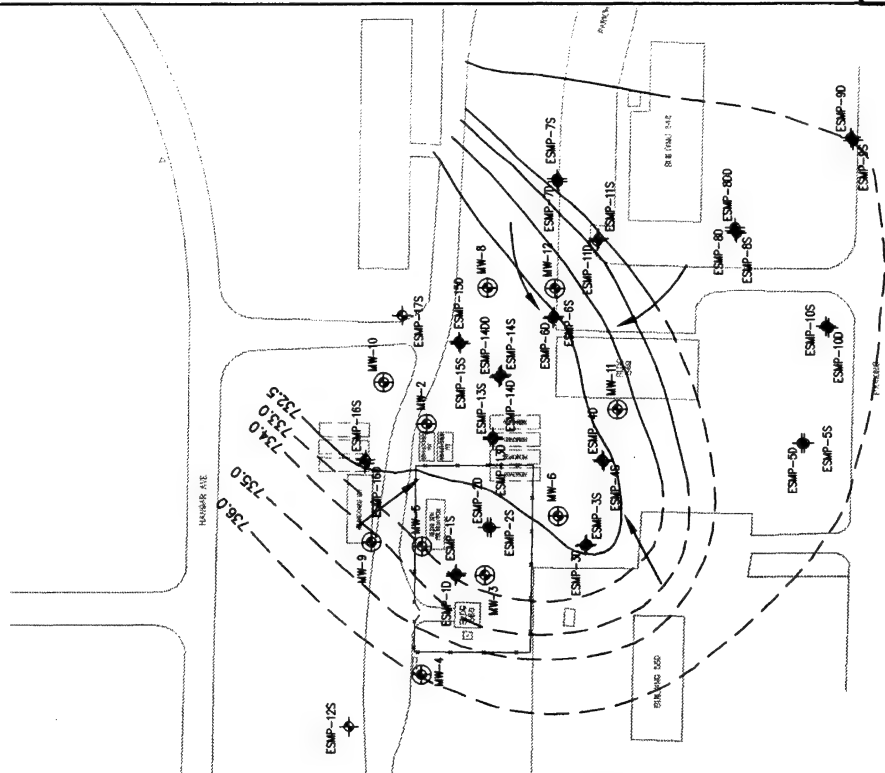 PARKING
ESMP-9D
ESMP-9S
ESMP-7S
ESMP-7D
ESMP-8DD
ESMP-8D
ESMP-8S
ESMP-11S
ESMP-11D
MW-8
MW-12
ESMP-6D
ESMP-6S
ESMP-10S
ESMP-10D
ESMP-17S
ESMP-15D
ESMP-15S
ESMP-14DD
ESMP-14S
ESMP-14D
MW-10
MW-2
MW-11
ESMP-13S
ESMP-13D
ESMP-16S
ESMP-16D
732.5
733.0
734.0
735.0
736.0
HANGAR AVE
ESMP-4D
ESMP-4S
ESMP-5D
ESMP-5S
MW-9
MW-5
MW-6
ESMP-2D
ESMP-2S
ESMP-1S
ESMP-1D
MW-3
ESMP-3S
ESMP-3D
MW-4
BUILDING 550
ESMP-12S